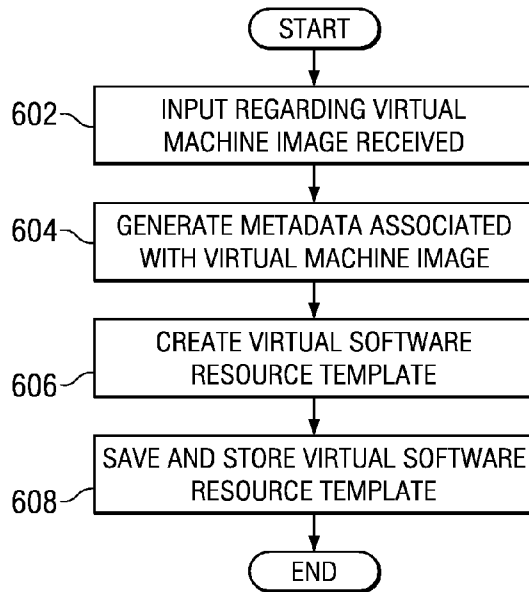 START
602
INPUT REGARDING VIRTUAL
MACHINE IMAGE RECEIVED
604
GENERATE METADATA ASSOCIATED
WITH VIRTUAL MACHINE IMAGE
606
CREATE VIRTUAL SOFTWARE
RESOURCE TEMPLATE
608
SAVE AND STORE VIRTUAL SOFTWARE
RESOURCE TEMPLATE
END